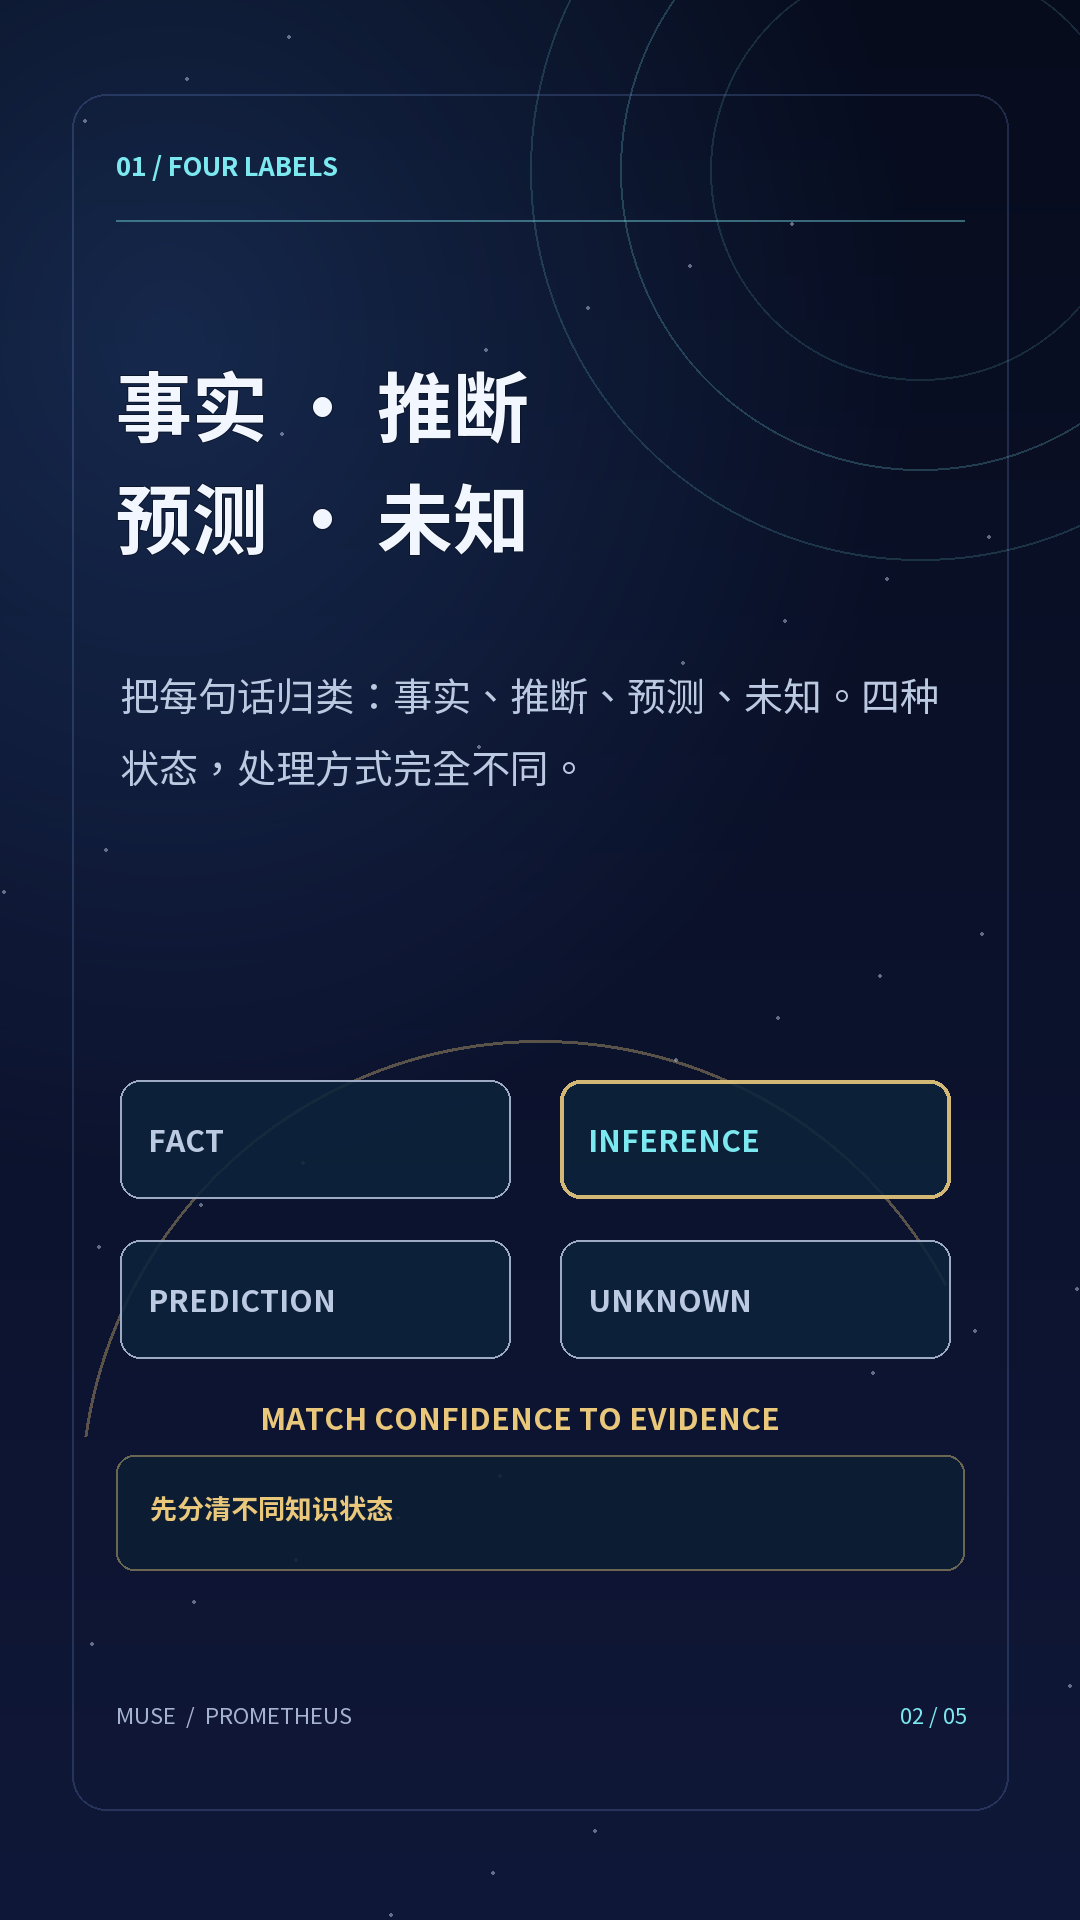 01 / FOUR LABELS
事实 · 推断
预测 · 未知
把每句话归类：事实、推断、预测、未知。四种
状态，处理方式完全不同。
FACT
INFERENCE
PREDICTION
UNKNOWN
MATCH CONFIDENCE TO EVIDENCE
先分清不同知识状态
MUSE / PROMETHEUS
02 / 05